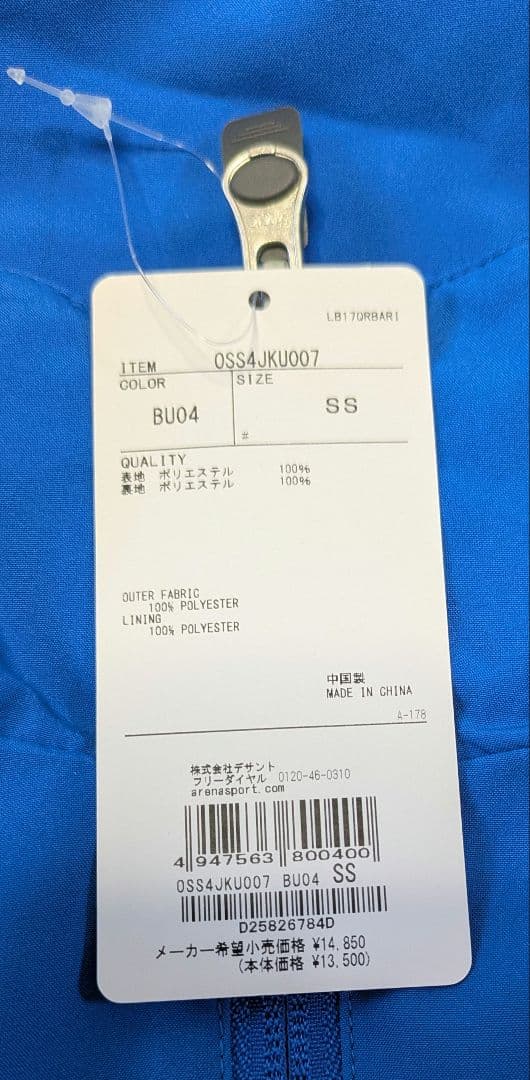 LB17QRBARI
ITEM OSS4JKU007
COLOR SIZE
BU04 SS
#
QUALITY
表地 ポリエステル 100%
裏地 ポリエステル 100%
OUTER FABRIC
100% POLYESTER
LINING
100% POLYESTER
中国製
MADE IN CHINA
A-178
株式会社デサント
フリーダイヤル 0120-46-0310
arenasport.com
4 947563 800400
OSS4JKU007 BU04 SS
D25826784D
メーカー希望小売価格 ¥14,850
(本体価格 ¥13,500)